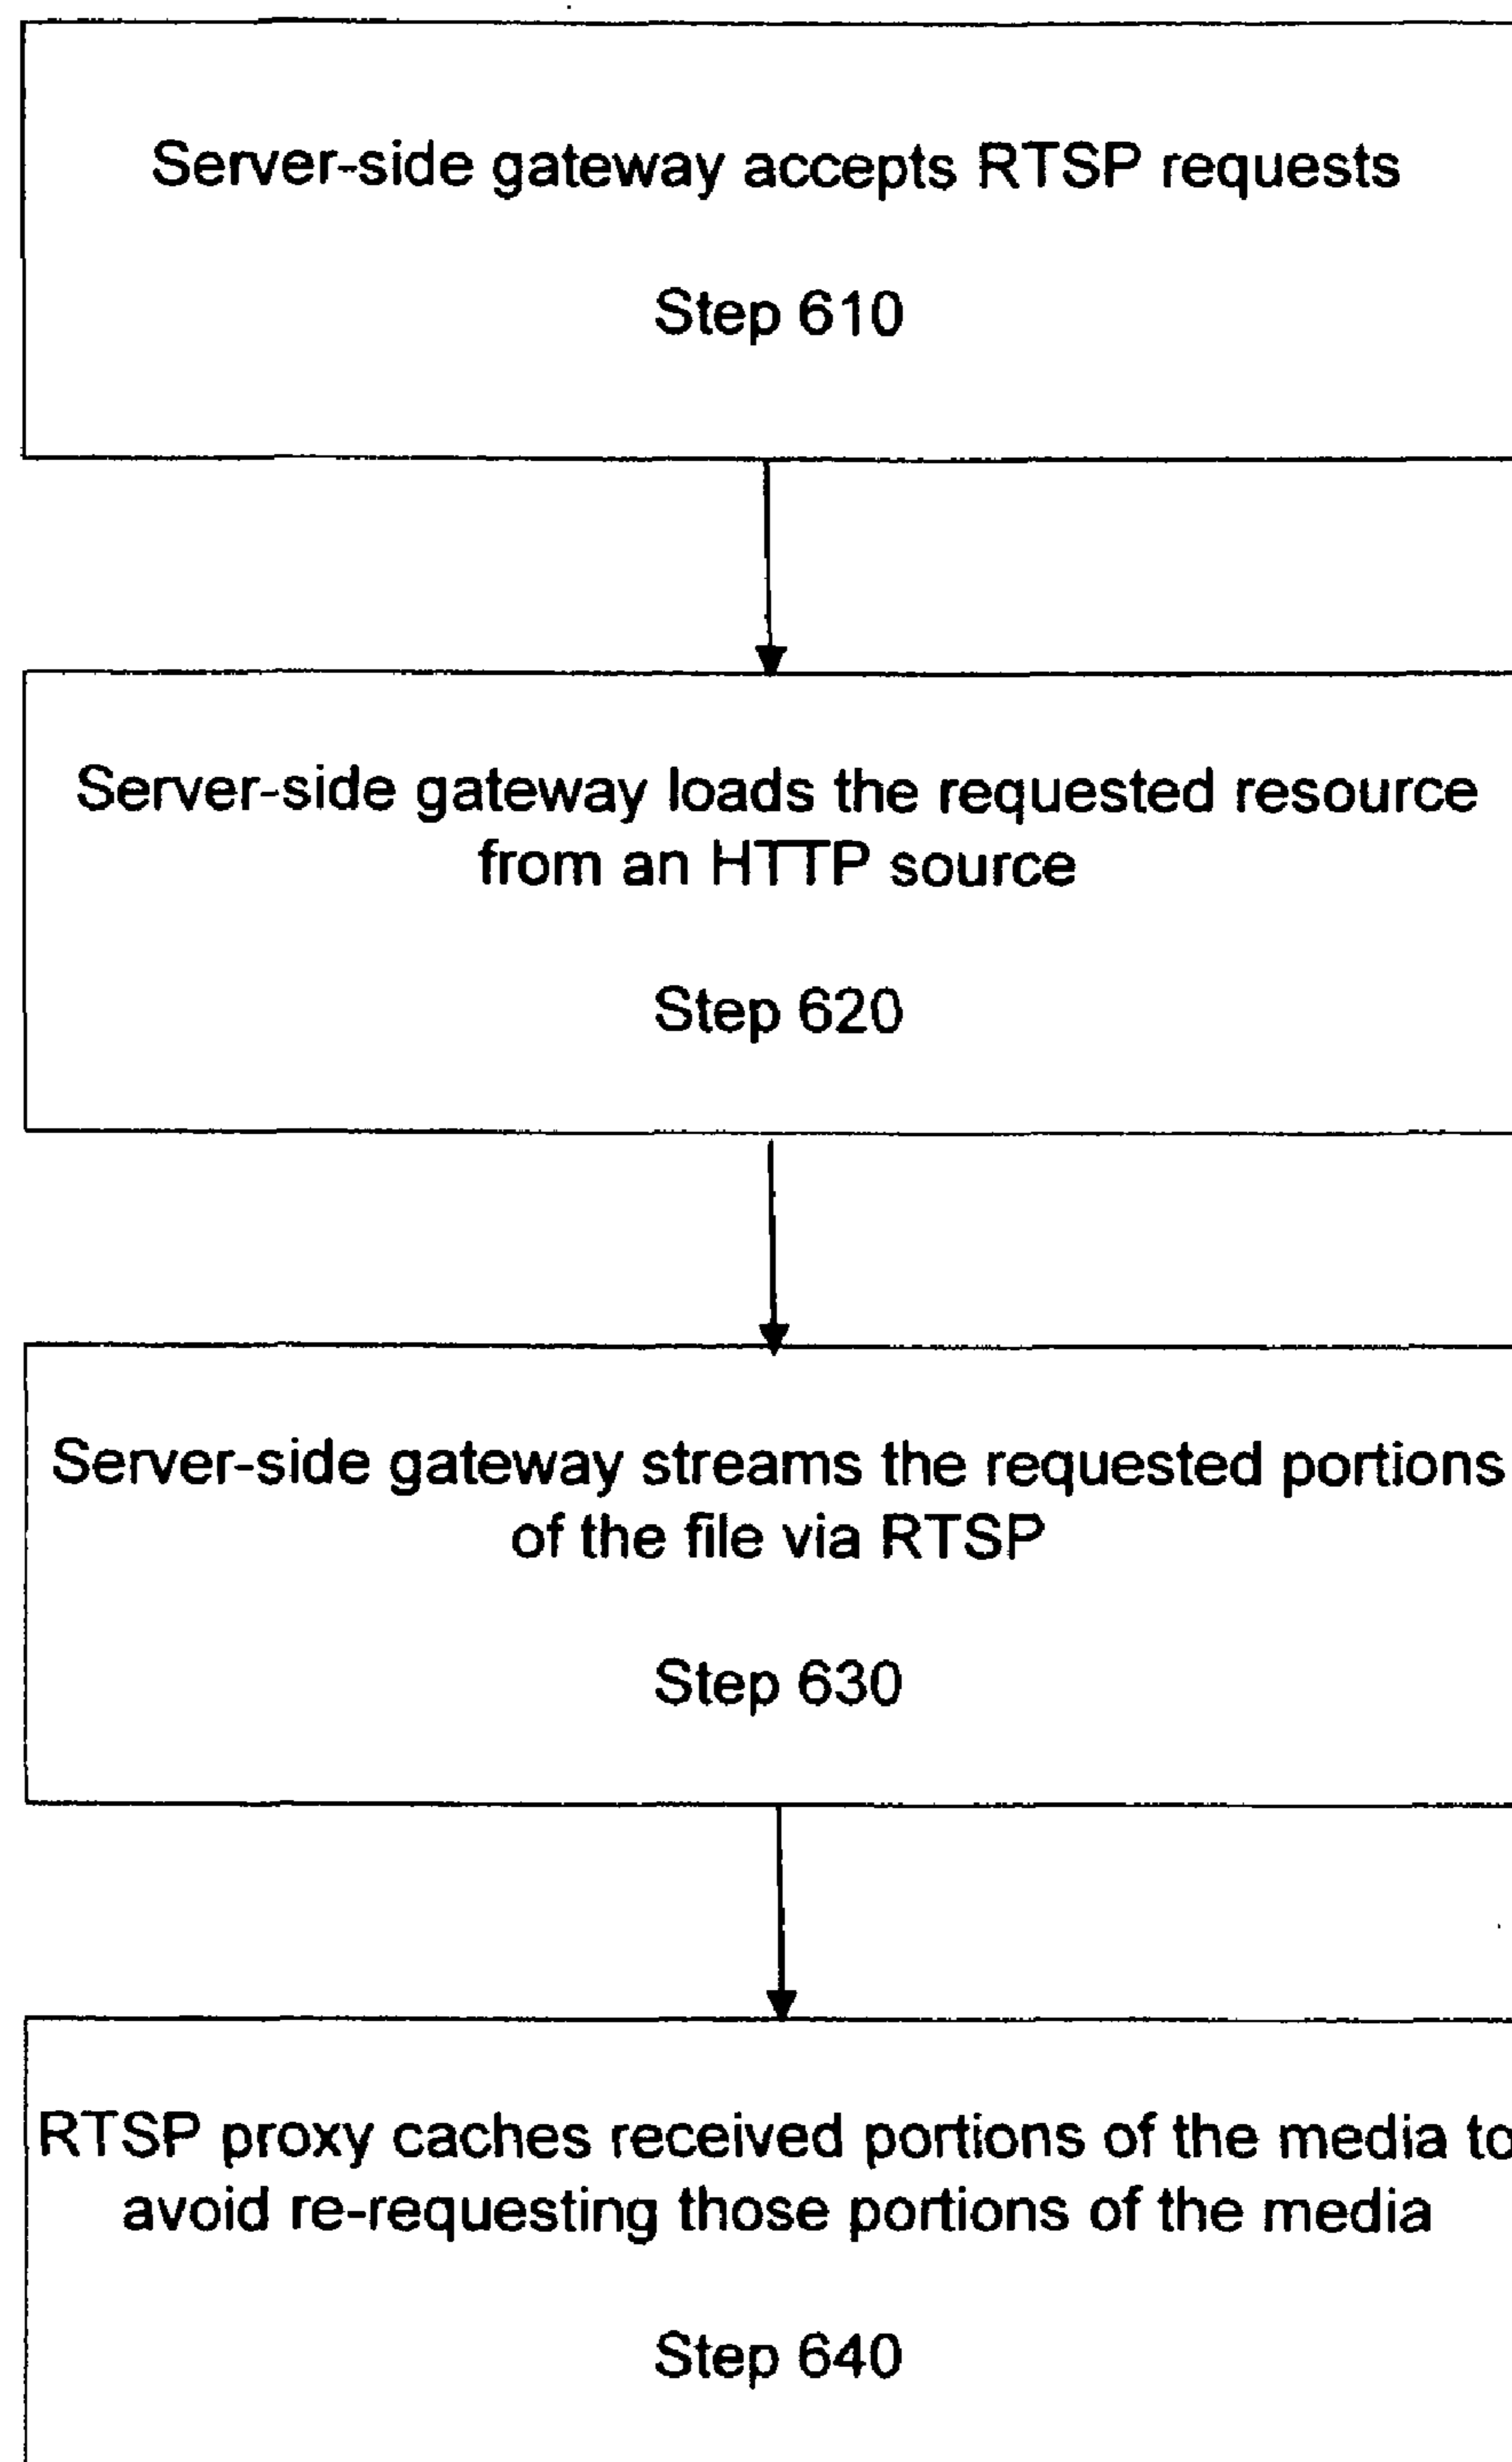 Server-side gateway accepts RTSP requests
Step 610
Server-side gateway loads the requested resource
from an HTTP source
Step 620
Server-side gateway streams the requested portions
of the file via RTSP
Step 630
RTSP proxy caches received portions of the media to
avoid re-requesting those portions of the media
Step 640